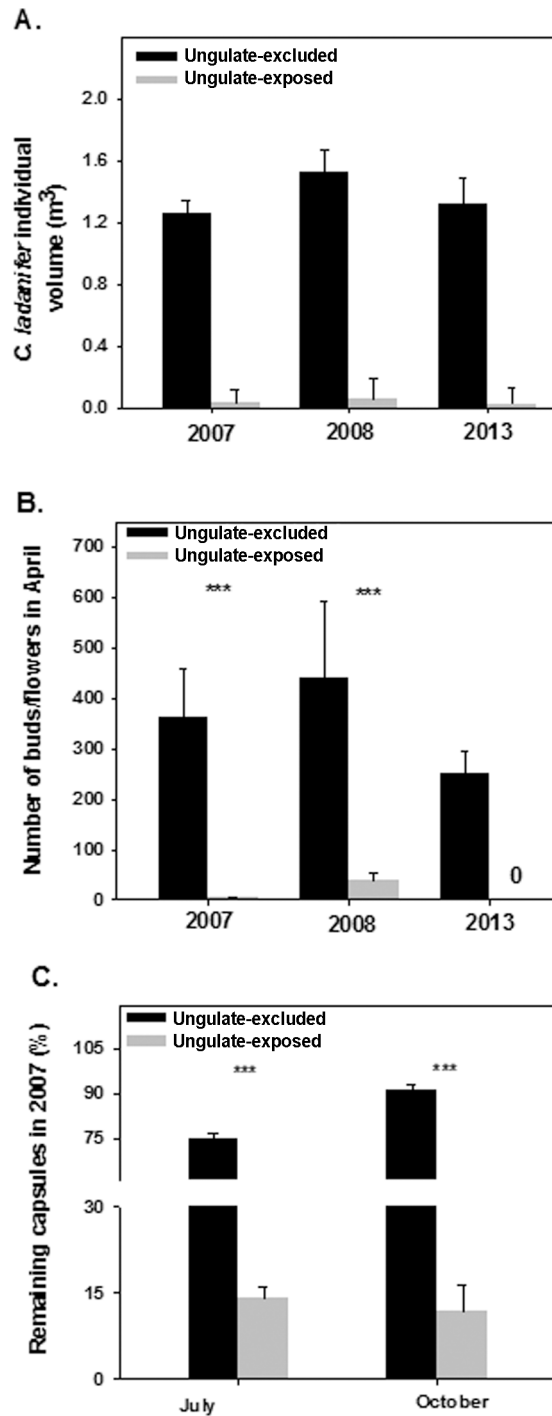 A.
Ungulate-excluded
Ungulate-exposed
C. ladanifer individual
volume (m³)
2.0
1.6
1.2
0.8
0.4
0.0
2007
2008
2013
B.
Ungulate-excluded
Ungulate-exposed
Number of buds/flowers in April
700
600
500
400
300
200
100
0
***
***
0
2007
2008
2013
C.
Ungulate-excluded
Ungulate-exposed
Remaining capsules in 2007 (%)
105
90
75
30
15
0
***
***
July
October